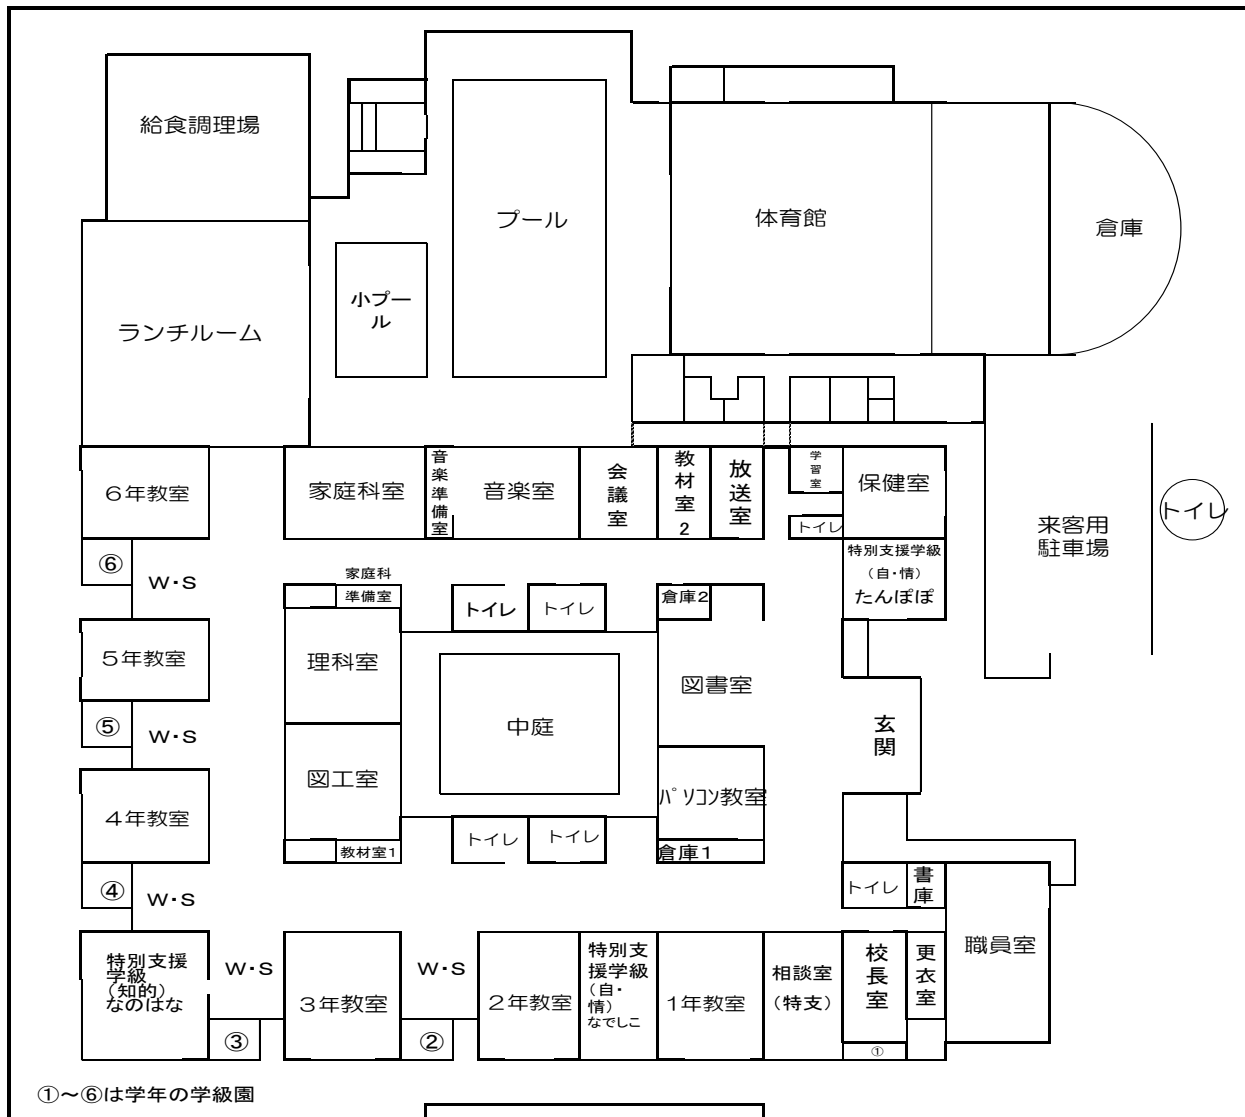 給食調理場
プール
体育館
倉庫
小プー
ル
ランチルーム
6年教室
家庭科室
音楽準備室
音楽室
会議室
教材室2
放送室
学習室
保健室
トイレ
来客用
駐車場
トイレ
⑥
W・S
家庭科
準備室
トイレ
トイレ
倉庫2
特別支援学級
(自・情)
たんぽぽ
5年教室
理科室
図書室
⑤
W・S
中庭
玄関
4年教室
図工室
パソコン教室
教材室1
トイレ
トイレ
倉庫1
④
W・S
トイレ
書庫
職員室
特別支援
学級
(知的)
なのはな
W・S
3年教室
W・S
2年教室
特別支
援学級
(自・
情)
なでしこ
1年教室
相談室
(特支)
校長室
更衣室
③
②
①
①～⑥は学年の学級園